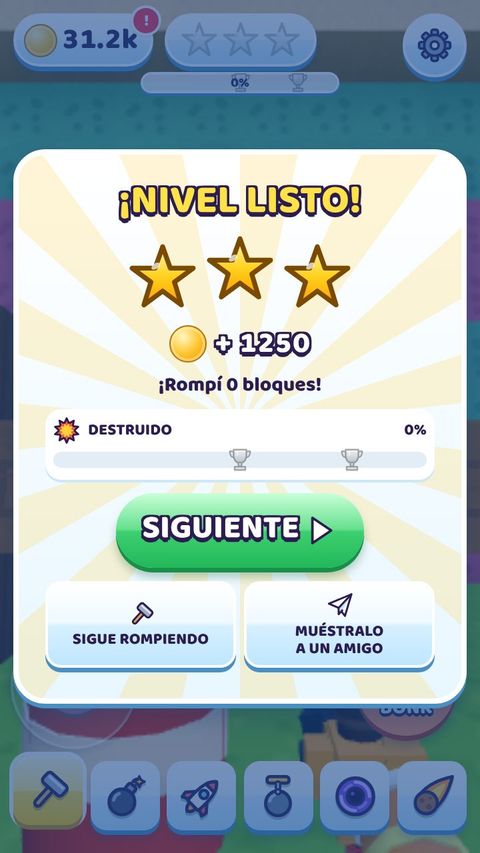 31.2k
!
0%
¡NIVEL LISTO!
+ 1250
¡Rompí 0 bloques!
DESTRUIDO 0%
SIGUIENTE
SIGUE ROMPIENDO
MUÉSTRALO
A UN AMIGO